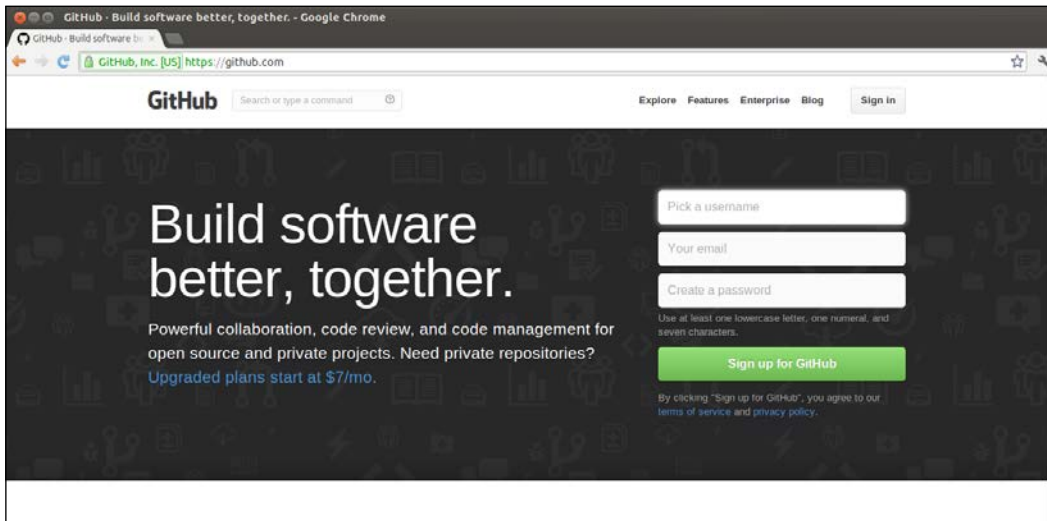 GitHub · Build software better, together. - Google Chrome
GitHub · Build software be
GitHub, Inc. [US] https://github.com
GitHub Search or type a command Explore Features Enterprise Blog Sign in
Build software
better, together.
Powerful collaboration, code review, and code management for
open source and private projects. Need private repositories?
Upgraded plans start at $7/mo.
Pick a username
Your email
Create a password
Use at least one lowercase letter, one numeral, and
seven characters.
Sign up for GitHub
By clicking "Sign up for GitHub", you agree to our
terms of service and privacy policy.